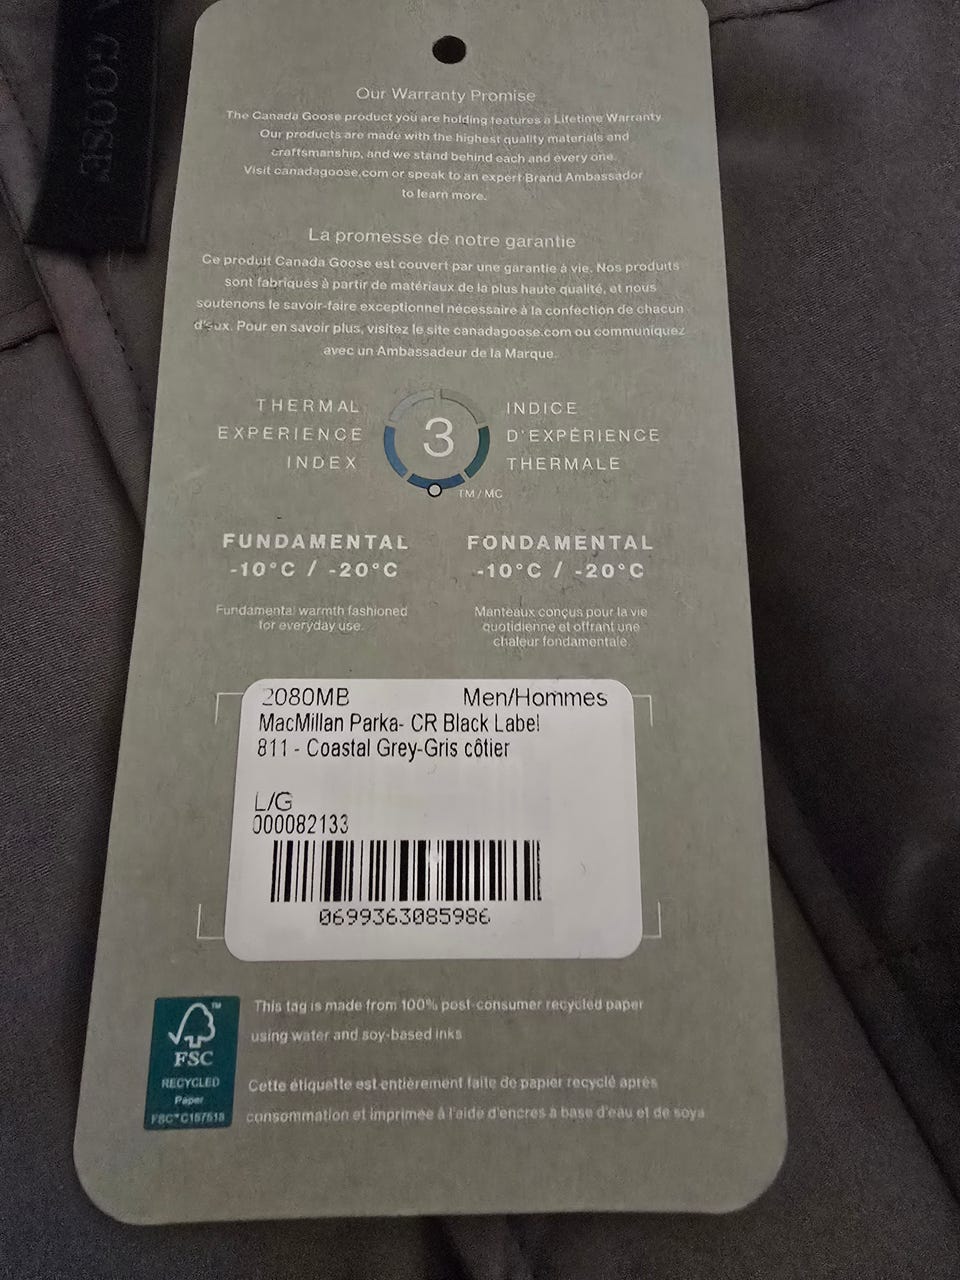 GOOSE
Our Warranty Promise
The Canada Goose product you are holding features a Lifetime Warranty
Our products are made with the highest quality materials and
craftsmanship, and we stand behind each and every one.
Visit canadagoose.com or speak to an expert Brand Ambassador
to learn more.
La promesse de notre garantie
Ce produit Canada Goose est couvert par une garantie à vie. Nos produits
sont fabriqués à partir de matériaux de la plus haute qualité, et nous
soutenons le savoir-faire exceptionnel nécessaire à la confection de chacun
d'eux. Pour en savoir plus, visitez le site canadagoose.com ou communiquez
avec un Ambassadeur de la Marque.
THERMAL
EXPERIENCE
INDEX
3
TM/MC
INDICE
D'EXPÉRIENCE
THERMALE
FUNDAMENTAL
-10°C / -20°C
Fundamental warmth fashioned
for everyday use.
FONDAMENTAL
-10°C / -20°C
Manteaux conçus pour la vie
quotidienne et offrant une
chaleur fondamentale.
2080MB Men/Hommes
MacMillan Parka- CR Black Label
811 - Coastal Grey-Gris côtier
L/G
000082133
0699363085986
FSC
RECYCLED
Paper
FSC® C157518
This tag is made from 100% post-consumer recycled paper
using water and soy-based inks
Cette étiquette est entièrement faite de papier recyclé après
consommation et imprimée à l'aide d'encres à base d'eau et de soya